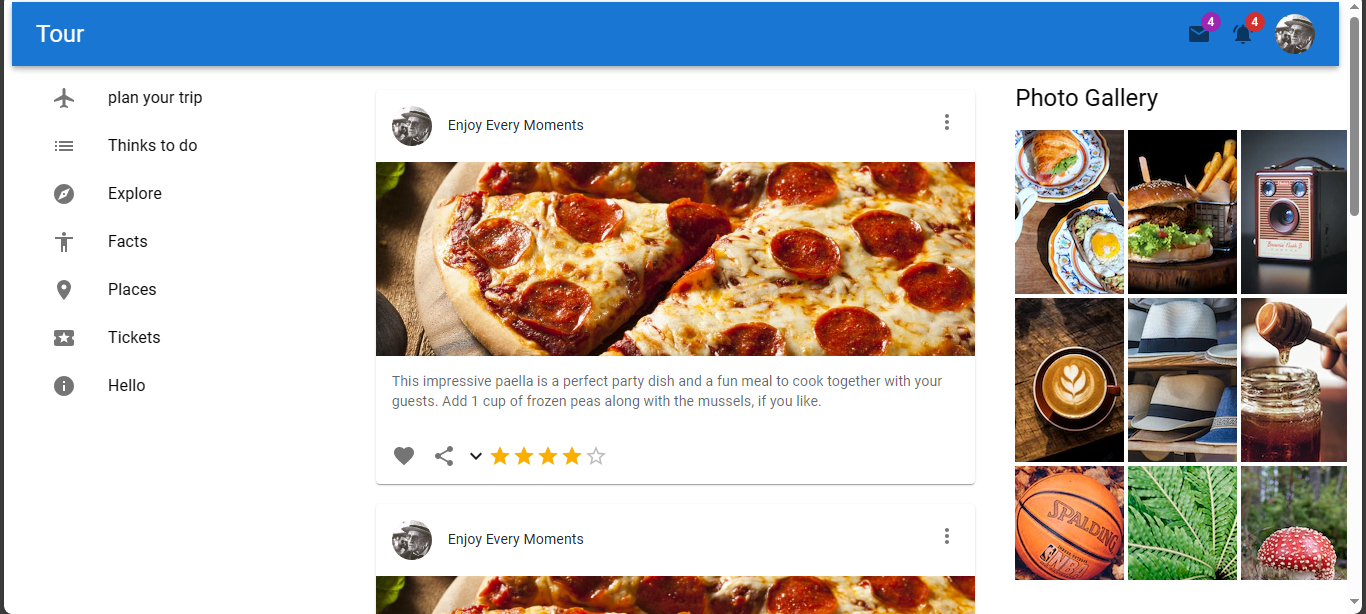 Tour
4
4
plan your trip
Thinks to do
Explore
Facts
Places
Tickets
Hello
Enjoy Every Moments
This impressive paella is a perfect party dish and a fun meal to cook together with your
guests. Add 1 cup of frozen peas along with the mussels, if you like.
Enjoy Every Moments
Photo Gallery
SPALDING
NBA